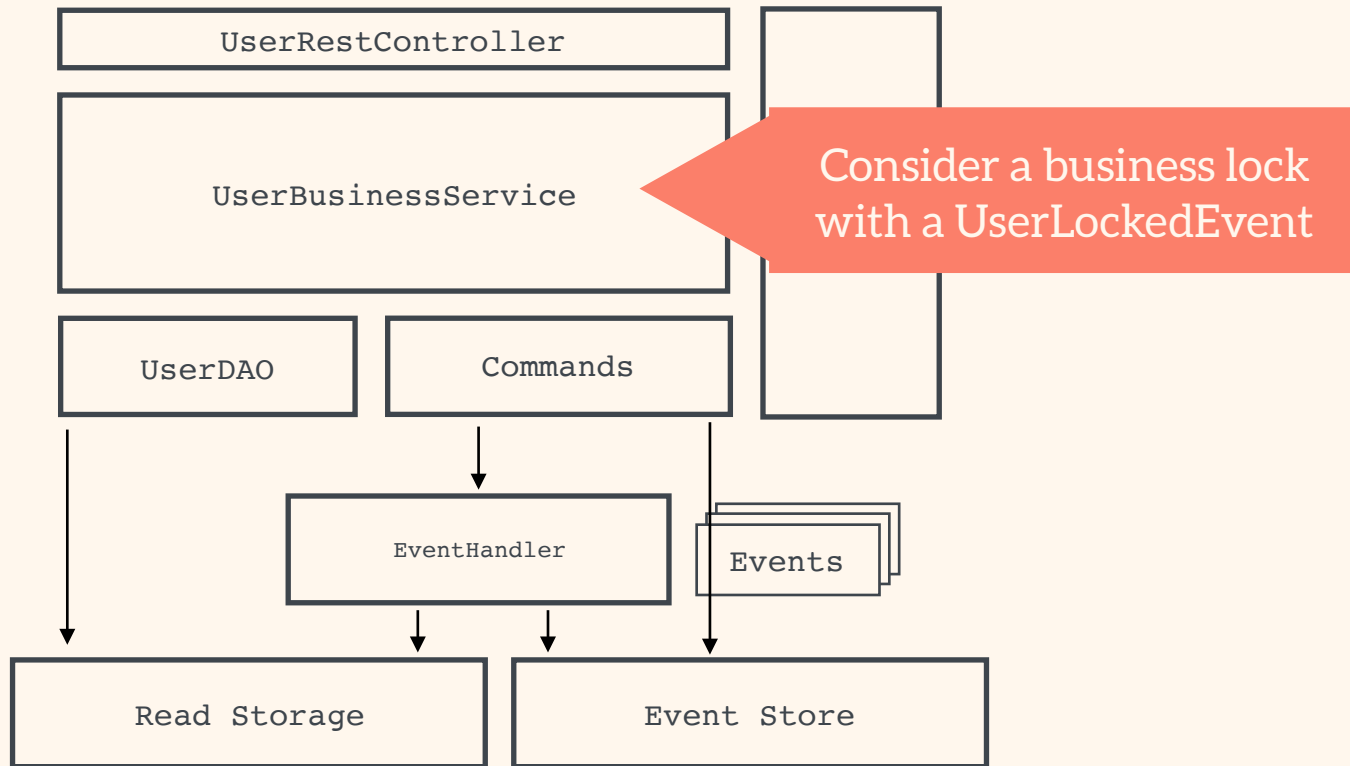 UserRestController
UserBusinessService
Consider a business lock
with a UserLockedEvent
UserDAO
Commands
EventHandler
Events
Read Storage
Event Store